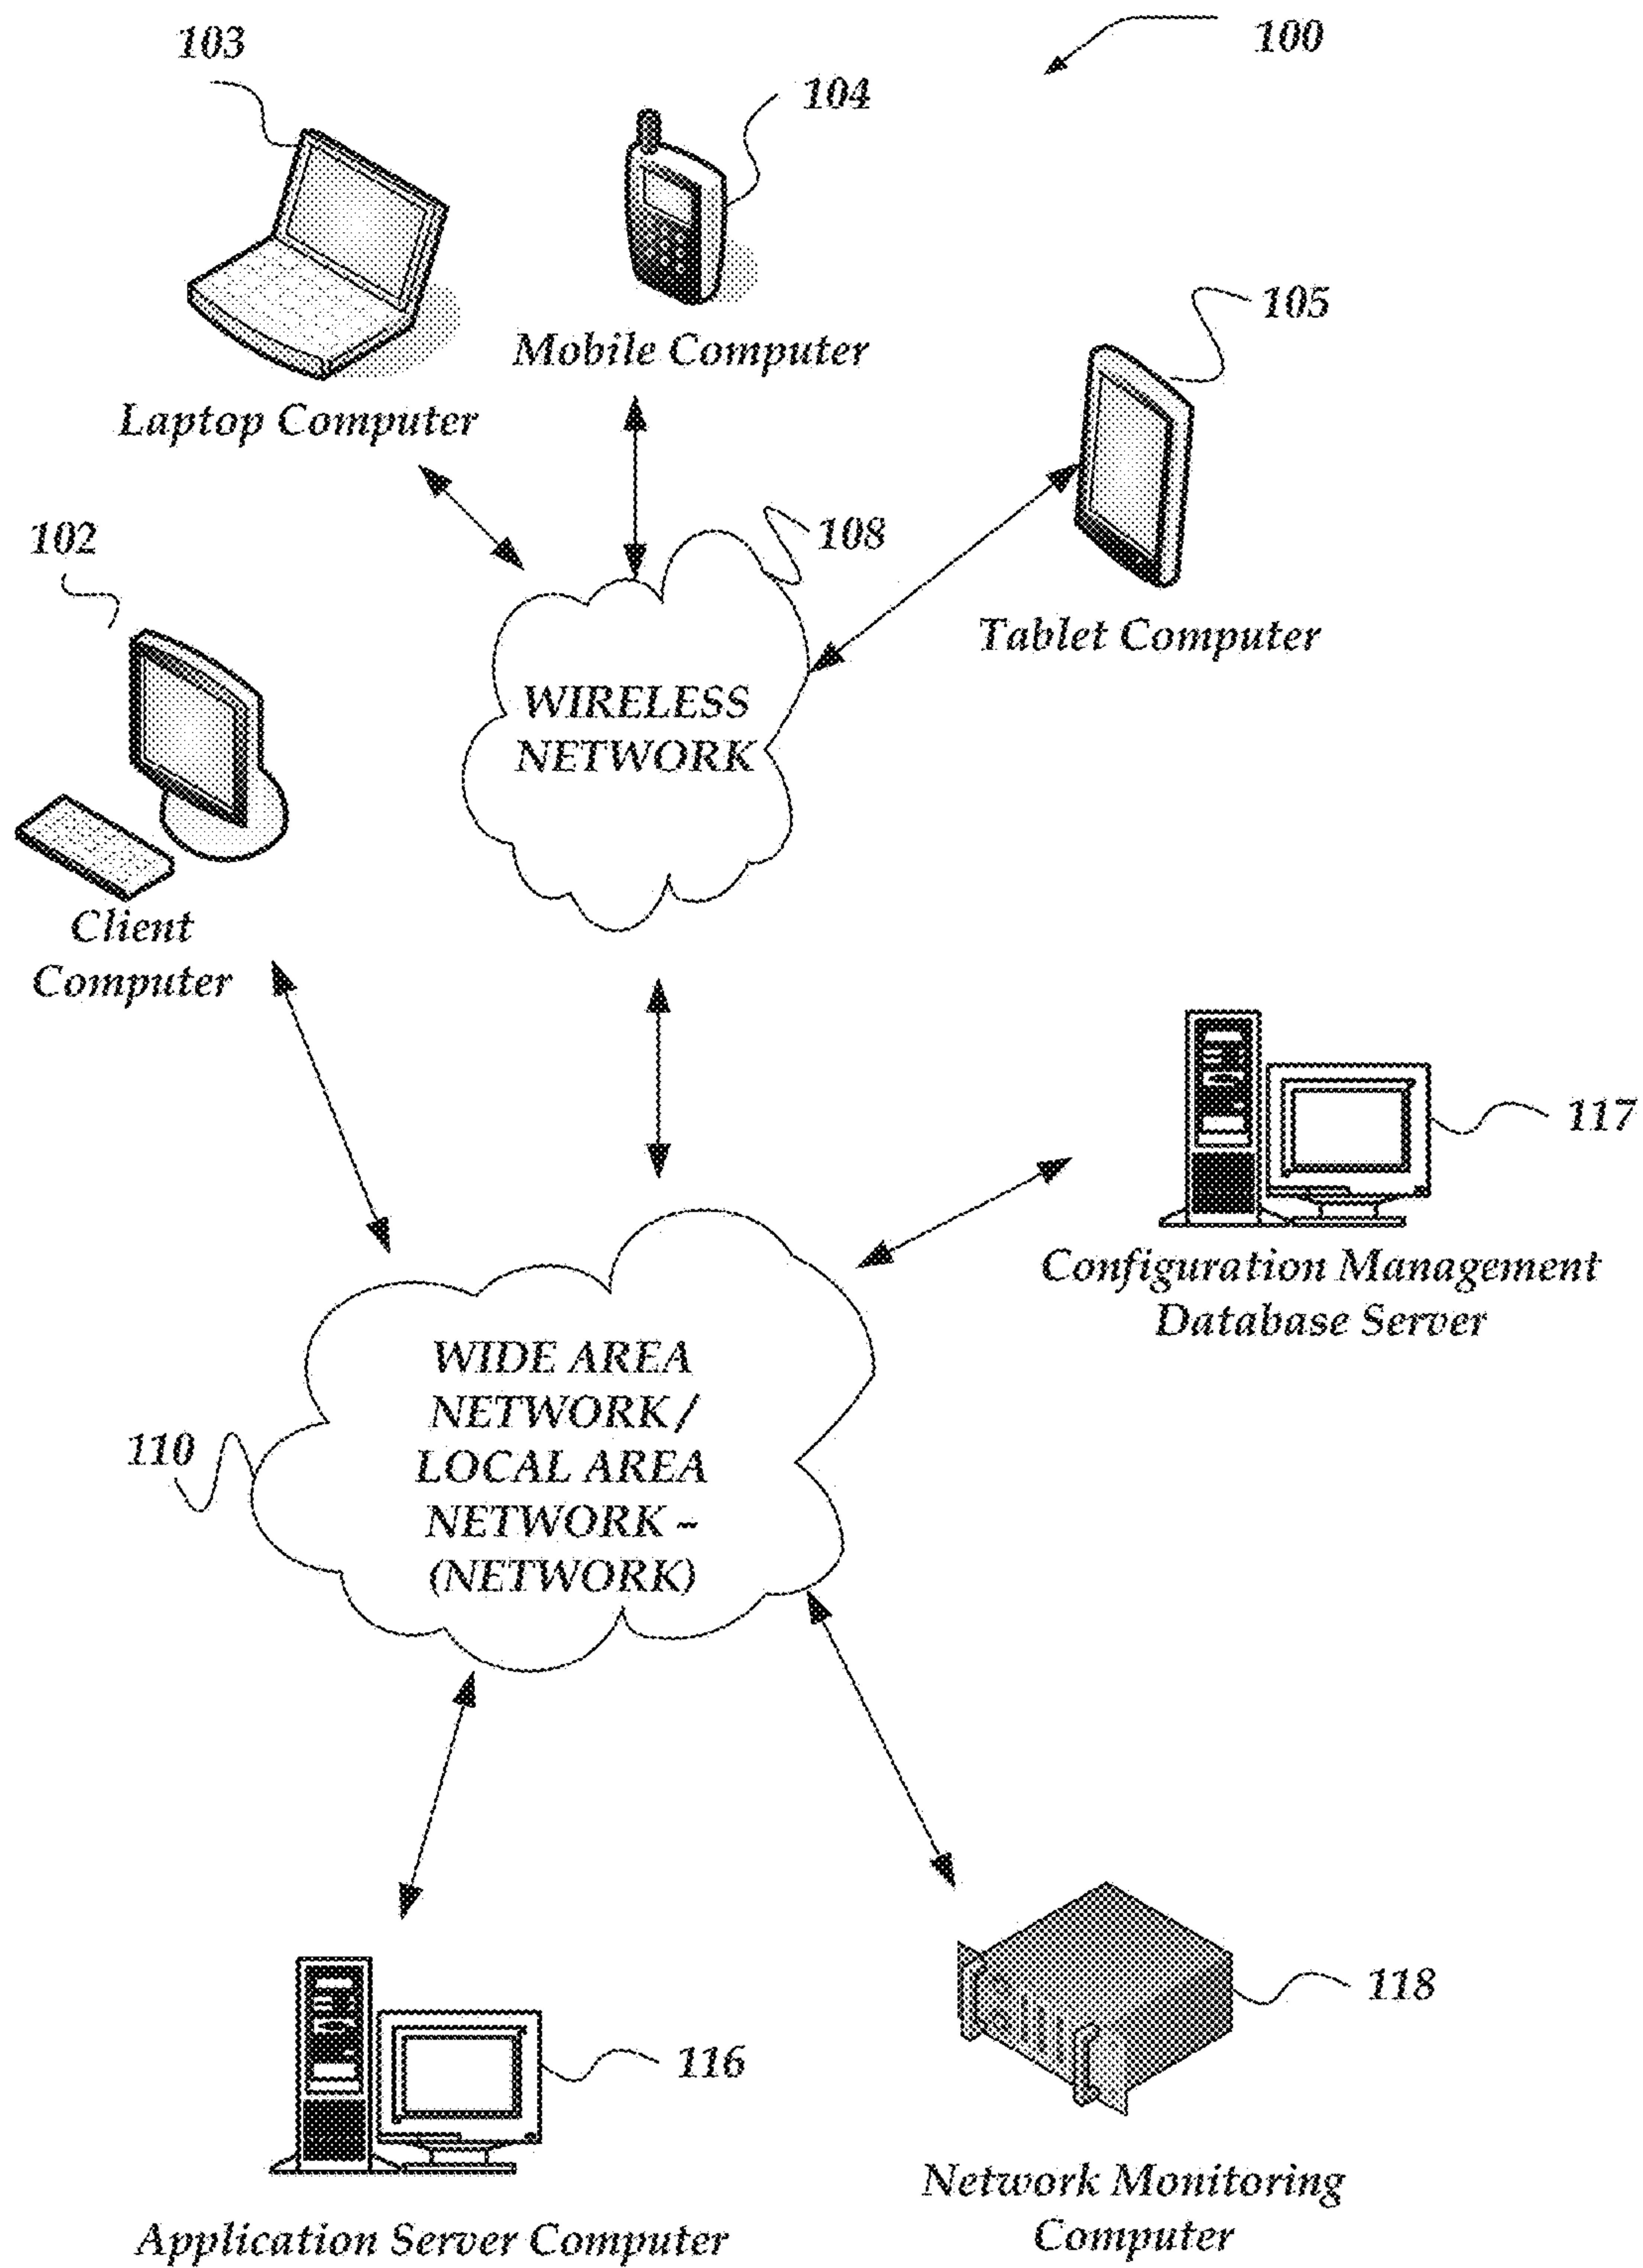 103
100
104
Mobile Computer
105
Laptop Computer
108
102
Tablet Computer
WIRELESS
NETWORK
Client
Computer
117
Configuration Management
Database Server
WIDE AREA
NETWORK /
LOCAL AREA
NETWORK –
(NETWORK)
110
118
116
Network Monitoring
Computer
Application Server Computer